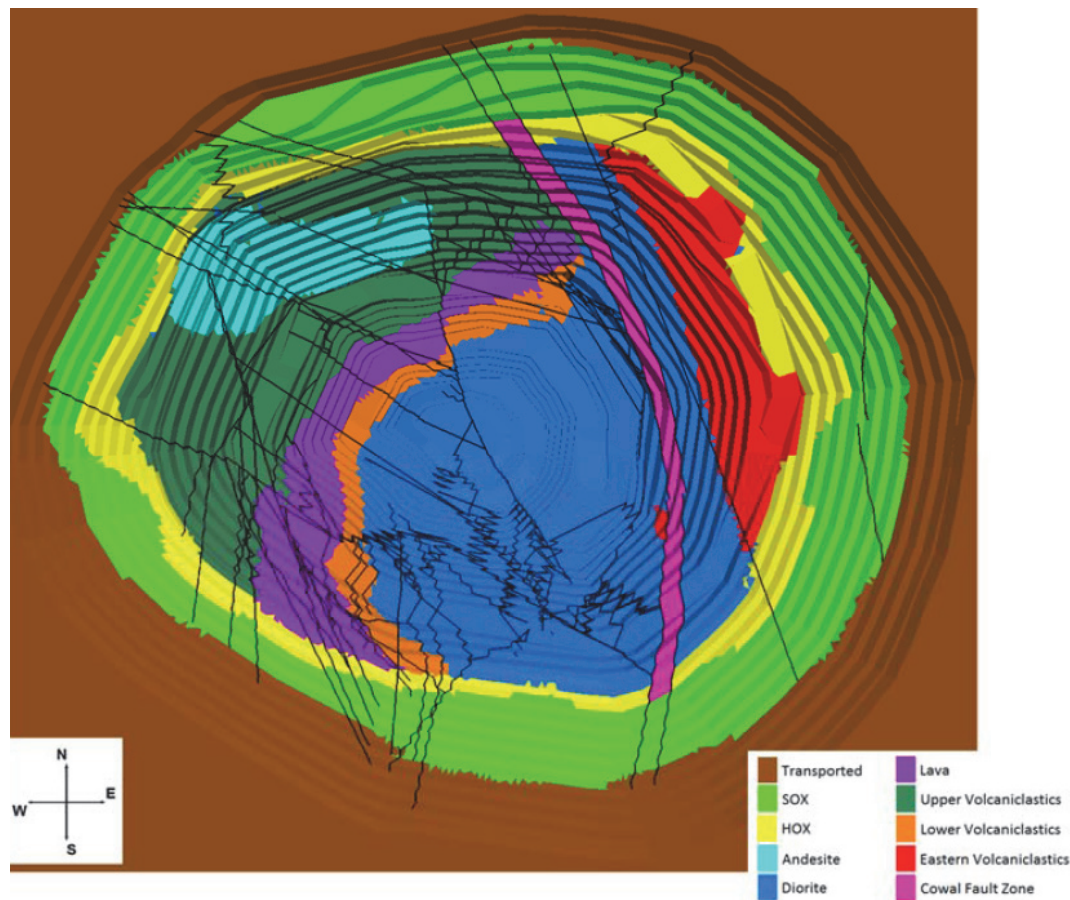 N
W E
S
Transported
SOX
HOX
Andesite
Diorite
Lava
Upper Volcaniclastics
Lower Volcaniclastics
Eastern Volcaniclastics
Cowal Fault Zone